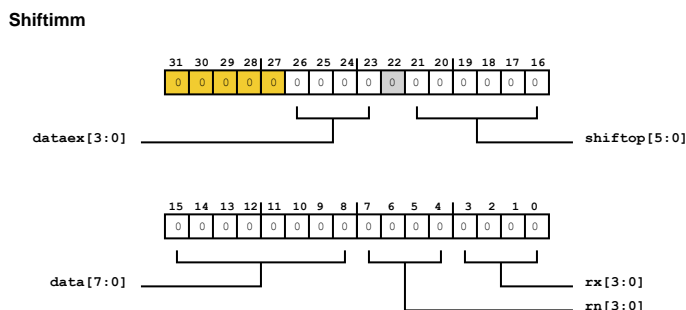 Shiftimm
31 30 29 28 27 26 25 24 23 22 21 20 19 18 17 16
0 0 0 0 0 0 0 0 0 0 0 0 0 0 0 0
dataex[3:0] shiftop[5:0]
15 14 13 12 11 10 9 8 7 6 5 4 3 2 1 0
0 0 0 0 0 0 0 0 0 0 0 0 0 0 0 0
data[7:0] rx[3:0]
rn[3:0]